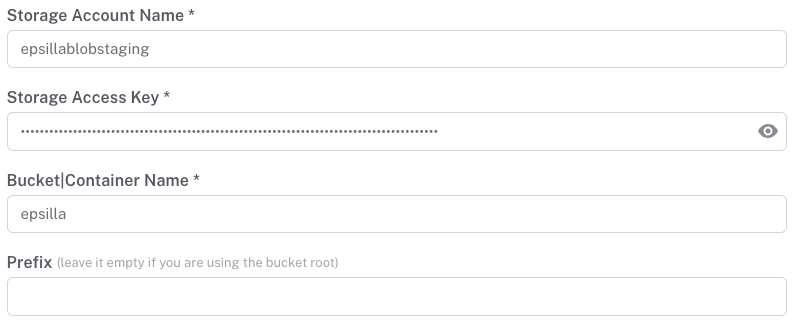 Storage Account Name *
epsillablobstaging
Storage Access Key *
••••••••••••••••••••••••••••••••••••••••••••••••••••••••••••••••••••••••••••••••••••••••
Bucket|Container Name *
epsilla
Prefix (leave it empty if you are using the bucket root)